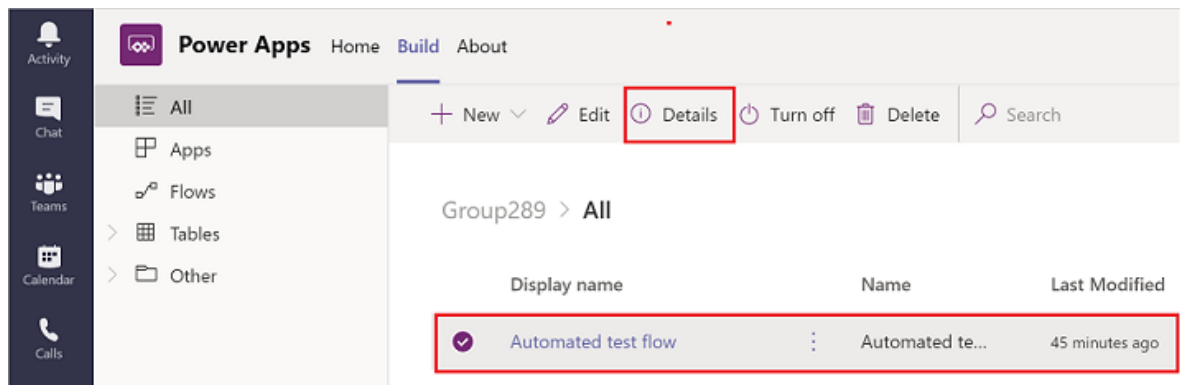 Activity
Chat
Teams
Calendar
Calls
Power Apps Home Build About
All
Apps
Flows
Tables
Other
New Edit Details Turn off Delete Search
Group289 > All
Display name Name Last Modified
Automated test flow Automated te... 45 minutes ago